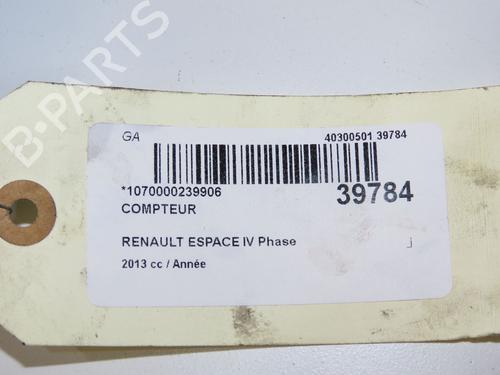 B-PARTS
GA 40300501 39784
*1070000239906 39784
COMPTEUR
RENAULT ESPACE IV Phase j
2013 cc / Année